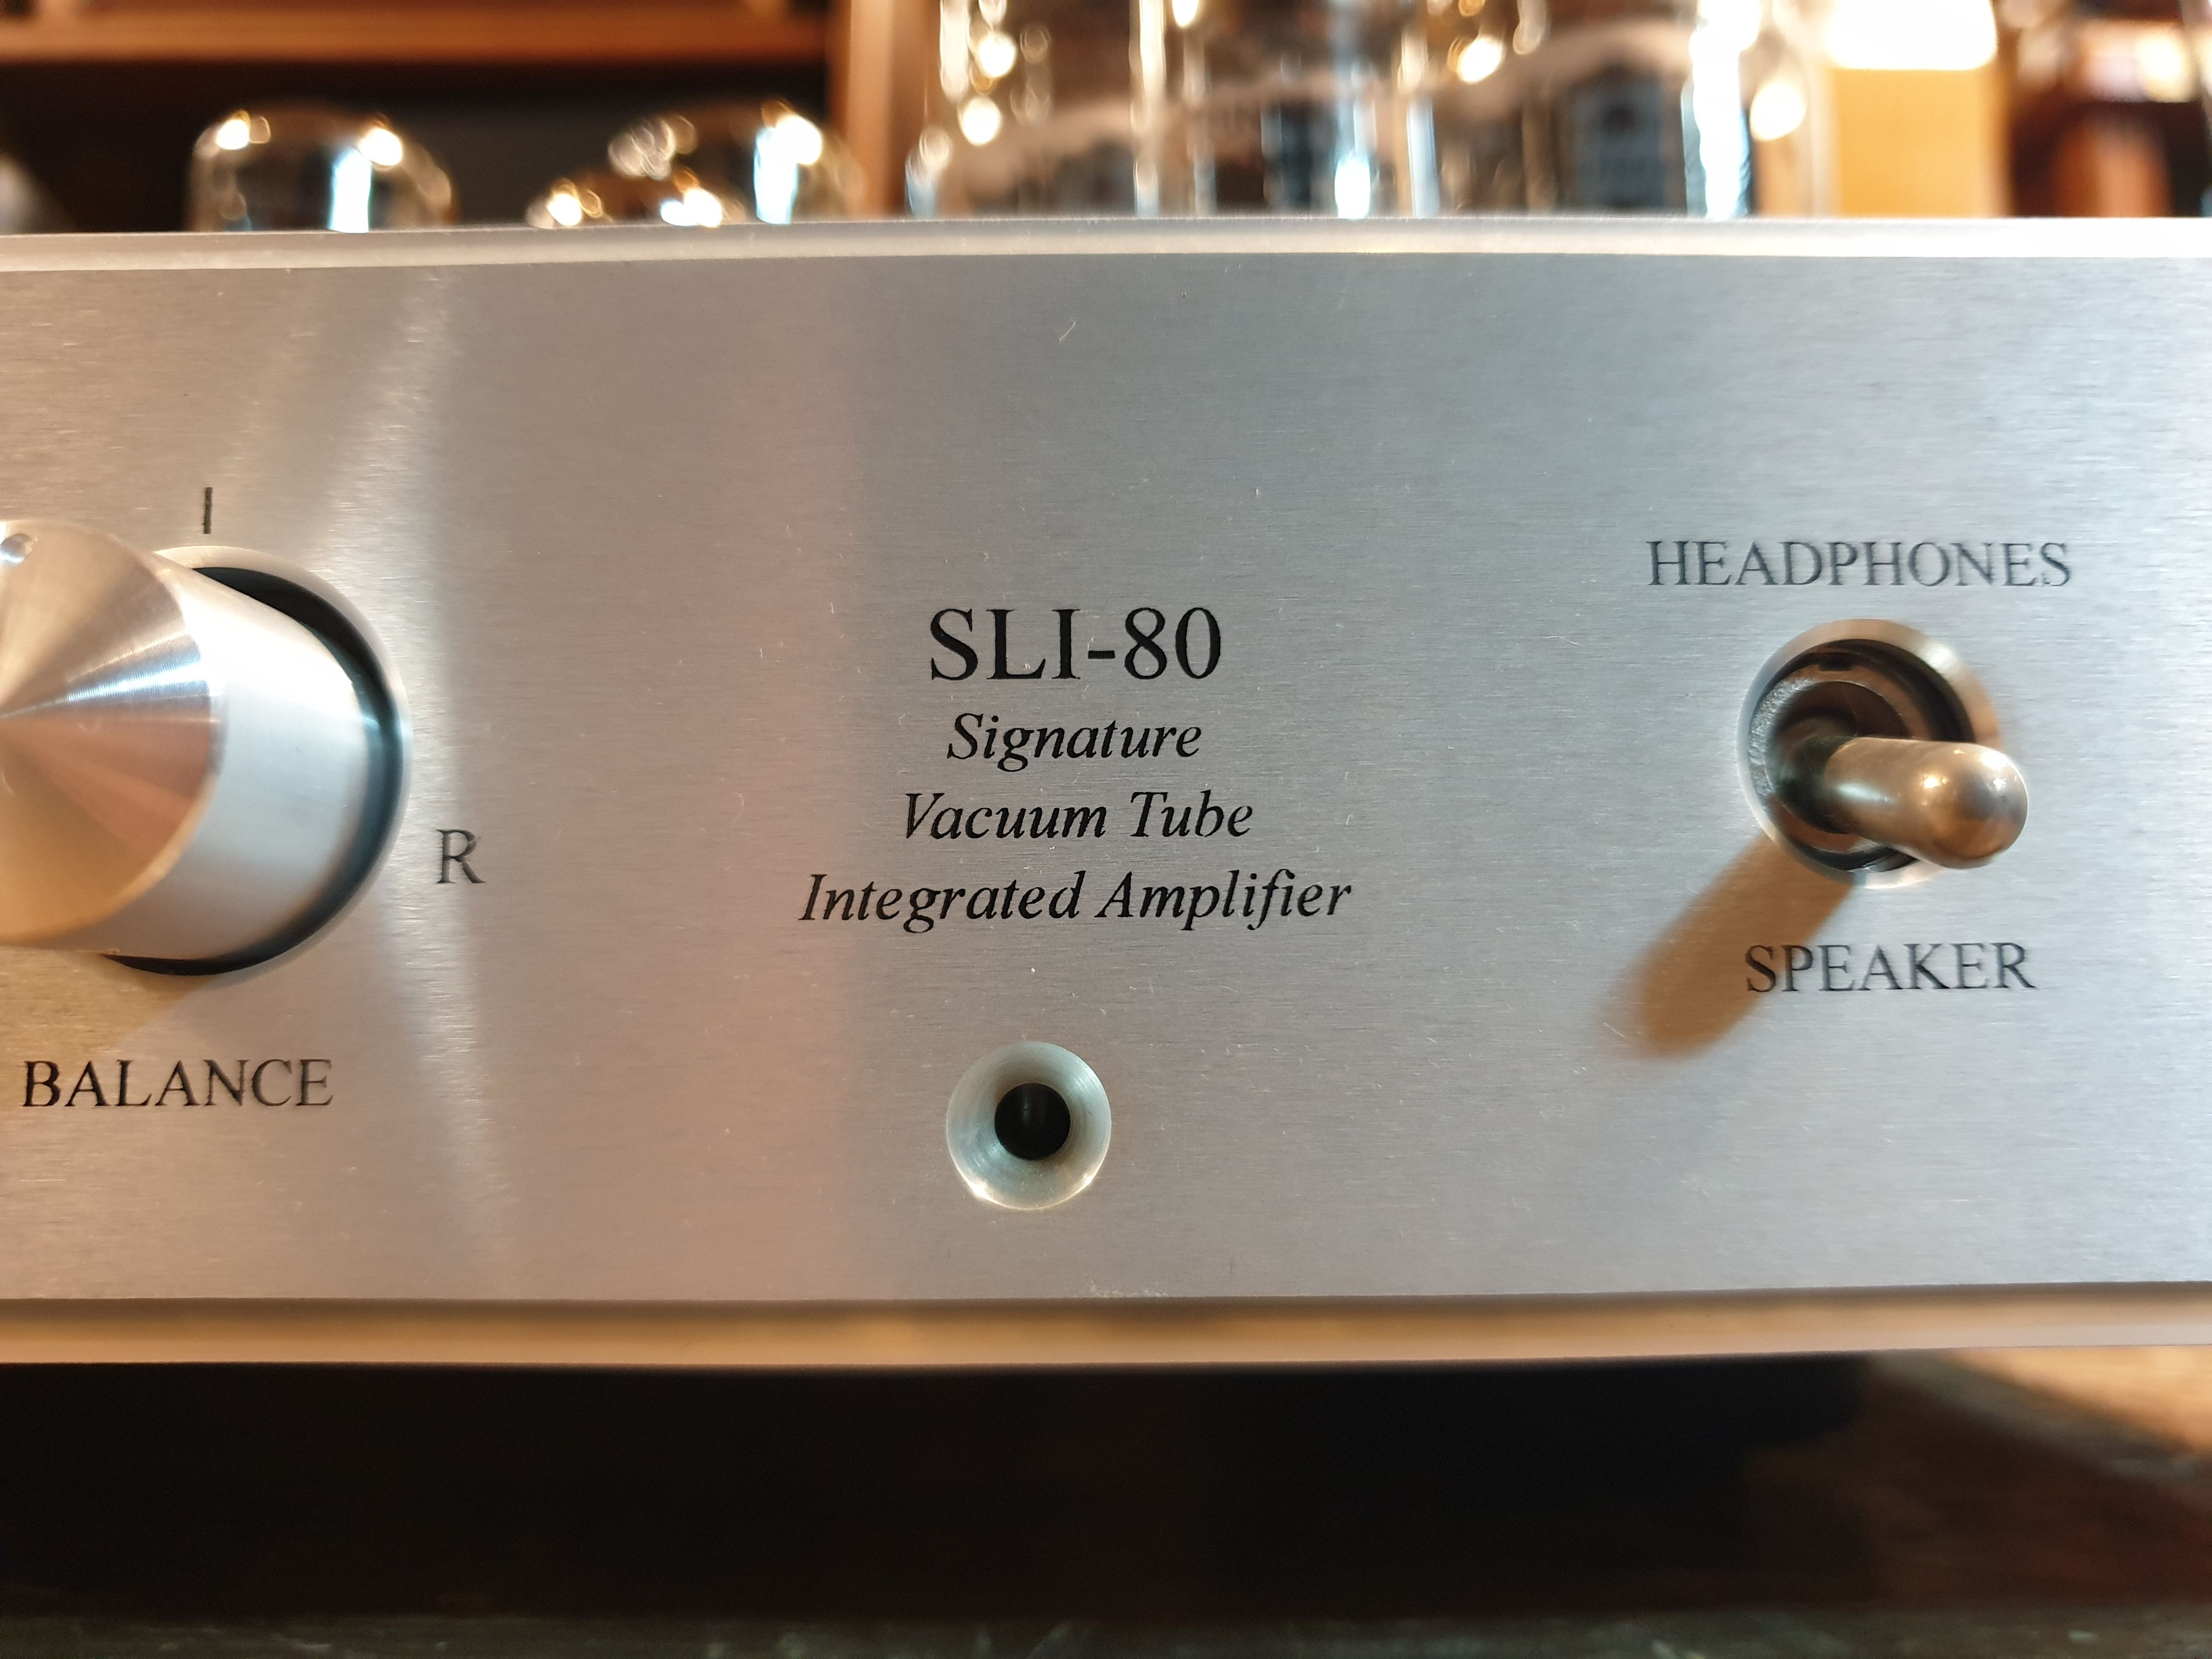 HEADPHONES
SLI-80
Signature
Vacuum Tube
Integrated Amplifier
R
SPEAKER
BALANCE